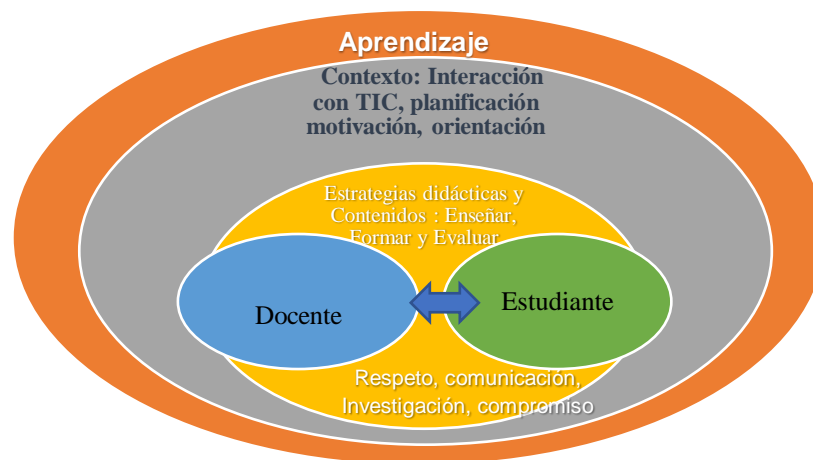 Aprendizaje
Contexto: Interacción
con TIC, planificación
motivación, orientación
Estrategias didácticas y
Contenidos : Enseñar,
Formar y Evaluar
Docente
Estudiante
Respeto, comunicación,
Investigación, compromiso